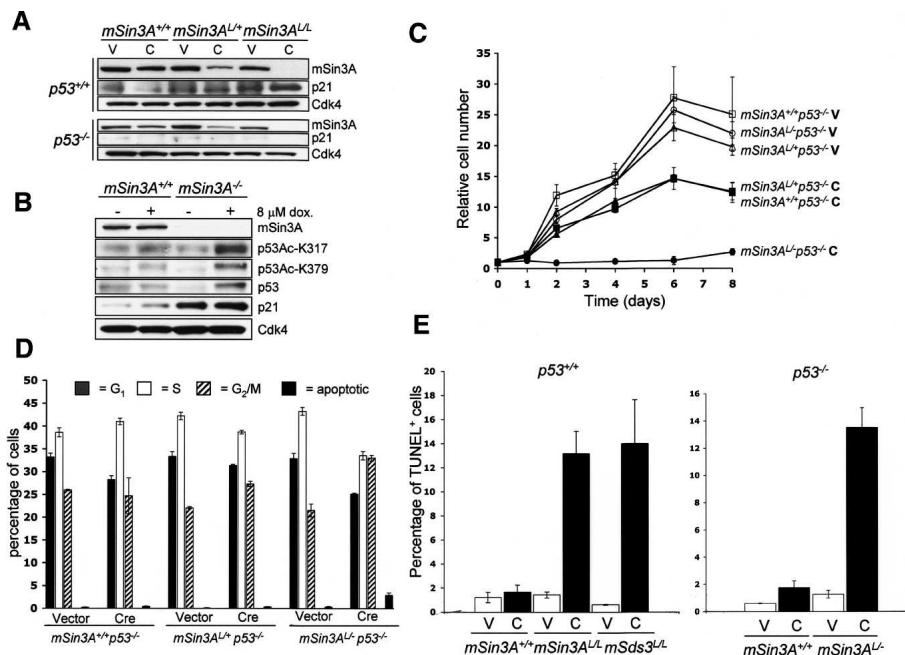 A
mSin3A+/+ mSin3AL/+ mSin3AL/L
V C V C V C
p53+/+
mSin3A
p21
Cdk4
p53-/-
mSin3A
p21
Cdk4
B
mSin3A+/+ mSin3A-/-
- + - + 8 μM dox.
mSin3A
p53Ac-K317
p53Ac-K379
p53
p21
Cdk4
C
Relative cell number
35
30
25
20
15
10
5
0
0 1 2 4 6 8
Time (days)
mSin3A+/+p53-/- V
mSin3AL/-p53-/- V
mSin3AL/+p53-/- V
mSin3AL/+p53-/- C
mSin3A+/+p53-/- C
mSin3AL/-p53-/- C
D
= G1 = S = G2/M = apoptotic
percentage of cells
50
45
40
35
30
25
20
15
10
5
0
Vector Cre Vector Cre Vector Cre
mSin3A+/+p53-/- mSin3AL/+ p53-/- mSin3AL/- p53-/-
E
p53+/+
Percentage of TUNEL+ cells
20
18
16
14
12
10
8
6
4
2
0
V C V C V C
mSin3A+/+ mSin3AL/L mSds3L/L
p53-/-
16
14
12
10
8
6
4
2
0
V C V C
mSin3A+/+ mSin3AL/-